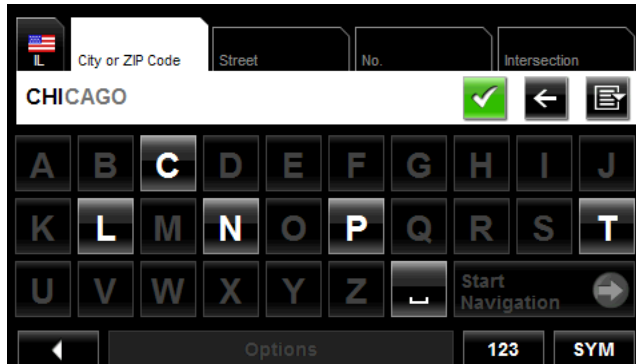 IL City or ZIP Code Street No. Intersection
CHICAGO
A B C D E F G H I J
K L M N O P Q R S T
U V W X Y Z Start
Navigation
Options 123 SYM